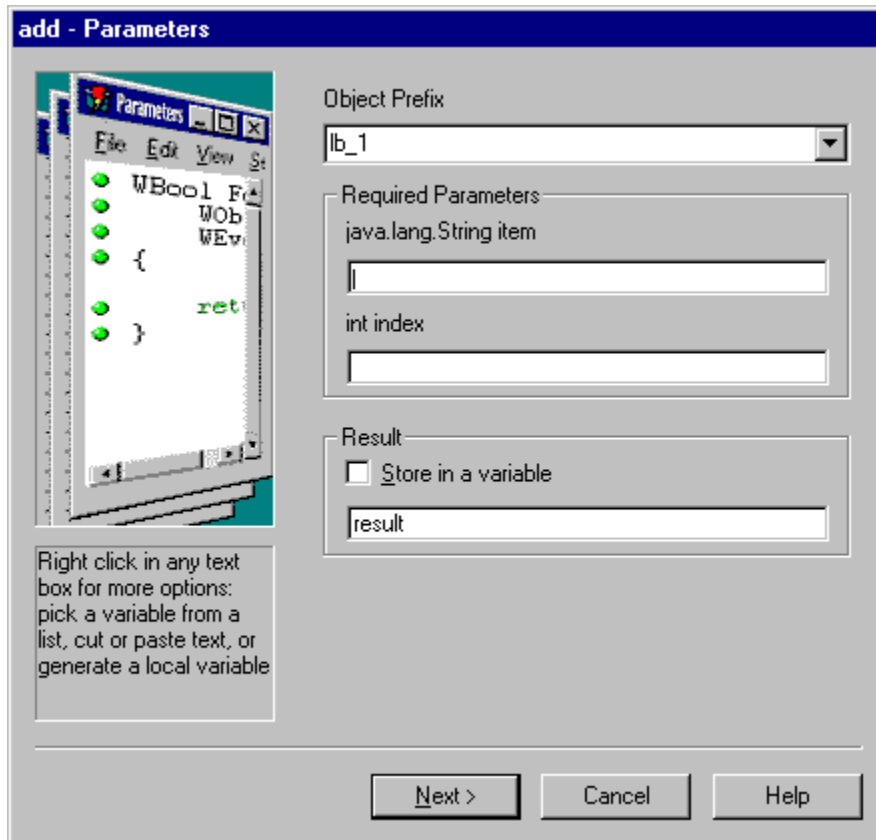 add - Parameters
Parameters
File Edit View
WBool
WOb
WEv
{
ret
}
Object Prefix
lb_1
Required Parameters
java.lang.String item
int index
Result
Store in a variable
result
Right click in any text
box for more options:
pick a variable from a
list, cut or paste text, or
generate a local variable
Next >
Cancel
Help